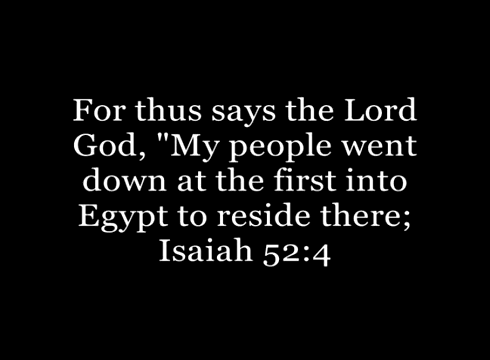 For thus says the Lord
God, "My people went
down at the first into
Egypt to reside there;
Isaiah 52:4